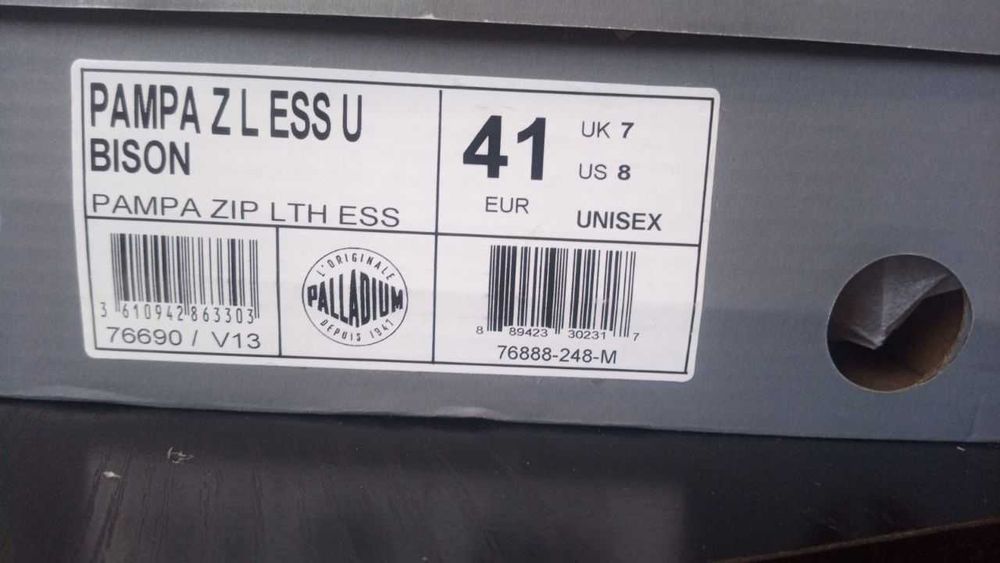 PAMPA Z L ESS U
BISON
PAMPA ZIP LTH ESS
41
EUR
UK 7
US 8
UNISEX
3 610942 863303
76690 / V13
L'ORIGINALE
PALLADIUM
DEPUIS 1947
8 89423 30231 7
76888-248-M